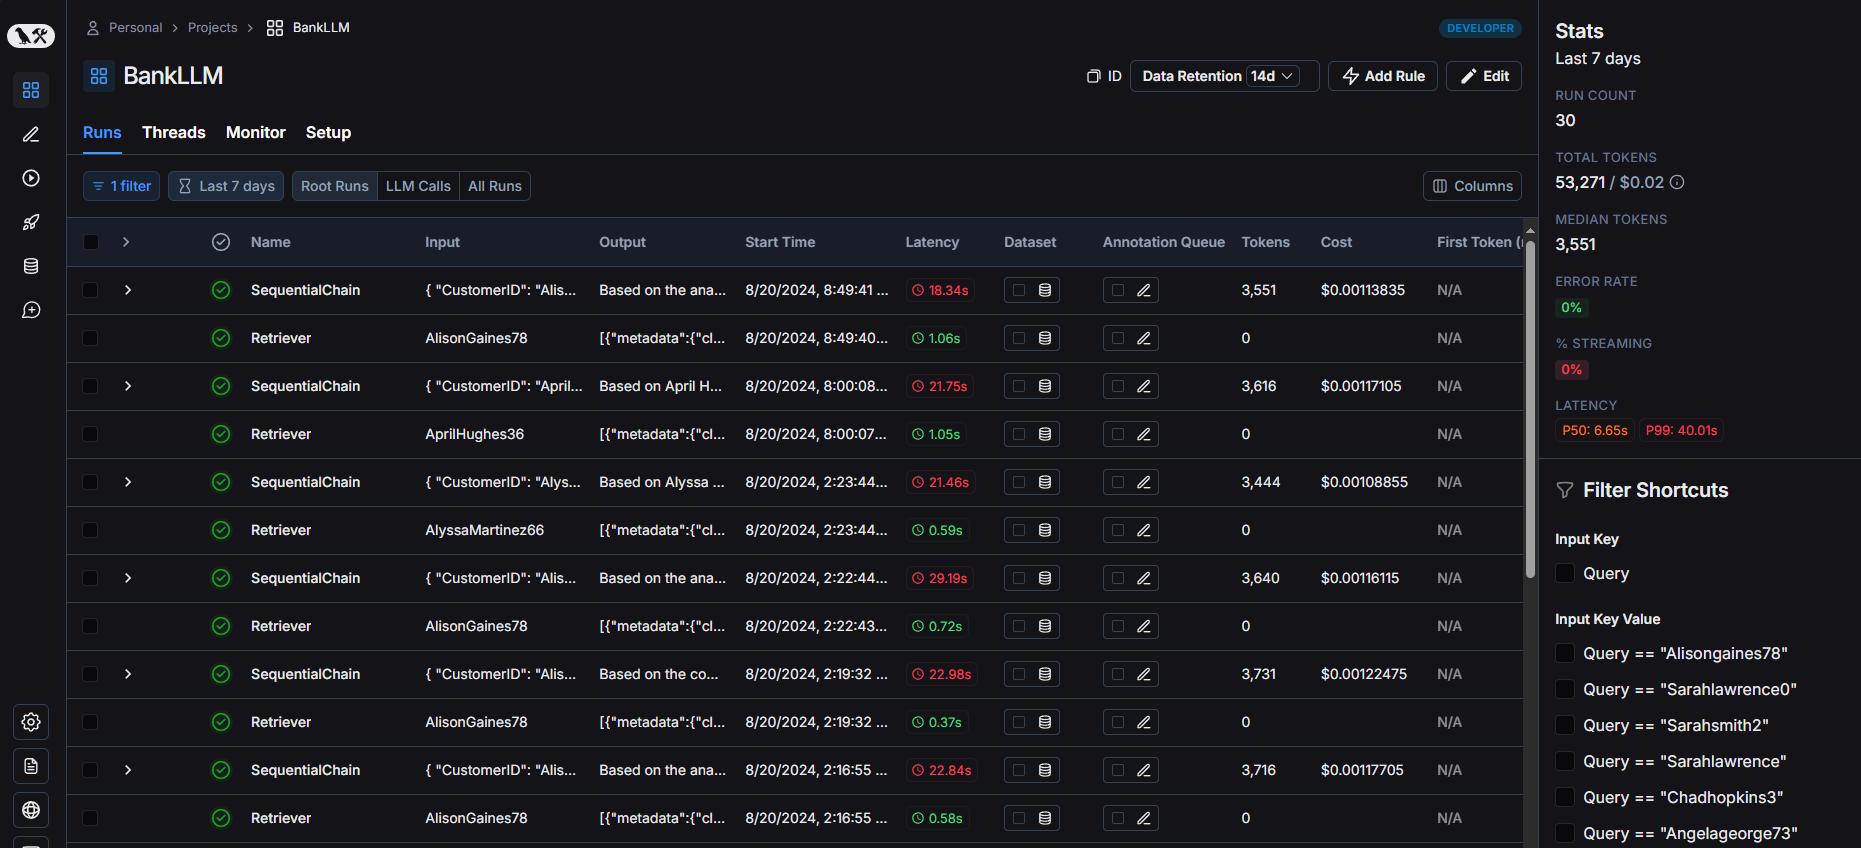 Personal > Projects > BankLLM
DEVELOPER
BankLLM
ID
Data Retention 14d
Add Rule
Edit
Runs Threads Monitor Setup
1 filter
Last 7 days
Root Runs LLM Calls All Runs
Columns
Name Input Output Start Time Latency Dataset Annotation Queue Tokens Cost First Token (
SequentialChain { "CustomerID": "Alis... Based on the ana... 8/20/2024, 8:49:41 ... 18.34s 3,551 $0.00113835 N/A
Retriever AlisonGaines78 [{"metadata":{"cl... 8/20/2024, 8:49:40... 1.06s 0 N/A
SequentialChain { "CustomerID": "April... Based on April H... 8/20/2024, 8:00:08... 21.75s 3,616 $0.00117105 N/A
Retriever AprilHughes36 [{"metadata":{"cl... 8/20/2024, 8:00:07... 1.05s 0 N/A
SequentialChain { "CustomerID": "Alys... Based on Alyssa ... 8/20/2024, 2:23:44... 21.46s 3,444 $0.00108855 N/A
Retriever AlyssaMartinez66 [{"metadata":{"cl... 8/20/2024, 2:23:44... 0.59s 0 N/A
SequentialChain { "CustomerID": "Alis... Based on the ana... 8/20/2024, 2:22:44... 29.19s 3,640 $0.00116115 N/A
Retriever AlisonGaines78 [{"metadata":{"cl... 8/20/2024, 2:22:43... 0.72s 0 N/A
SequentialChain { "CustomerID": "Alis... Based on the co... 8/20/2024, 2:19:32 ... 22.98s 3,731 $0.00122475 N/A
Retriever AlisonGaines78 [{"metadata":{"cl... 8/20/2024, 2:19:32 ... 0.37s 0 N/A
SequentialChain { "CustomerID": "Alis... Based on the ana... 8/20/2024, 2:16:55 ... 22.84s 3,716 $0.00117705 N/A
Retriever AlisonGaines78 [{"metadata":{"cl... 8/20/2024, 2:16:55 ... 0.58s 0 N/A
Stats
Last 7 days
RUN COUNT
30
TOTAL TOKENS
53,271 / $0.02
MEDIAN TOKENS
3,551
ERROR RATE
0%
% STREAMING
0%
LATENCY
P50: 6.65s P99: 40.01s
Filter Shortcuts
Input Key
Query
Input Key Value
Query == "Alisongaines78"
Query == "Sarahlawrence0"
Query == "Sarahsmith2"
Query == "Sarahlawrence"
Query == "Chadhopkins3"
Query == "Angelageorge73"